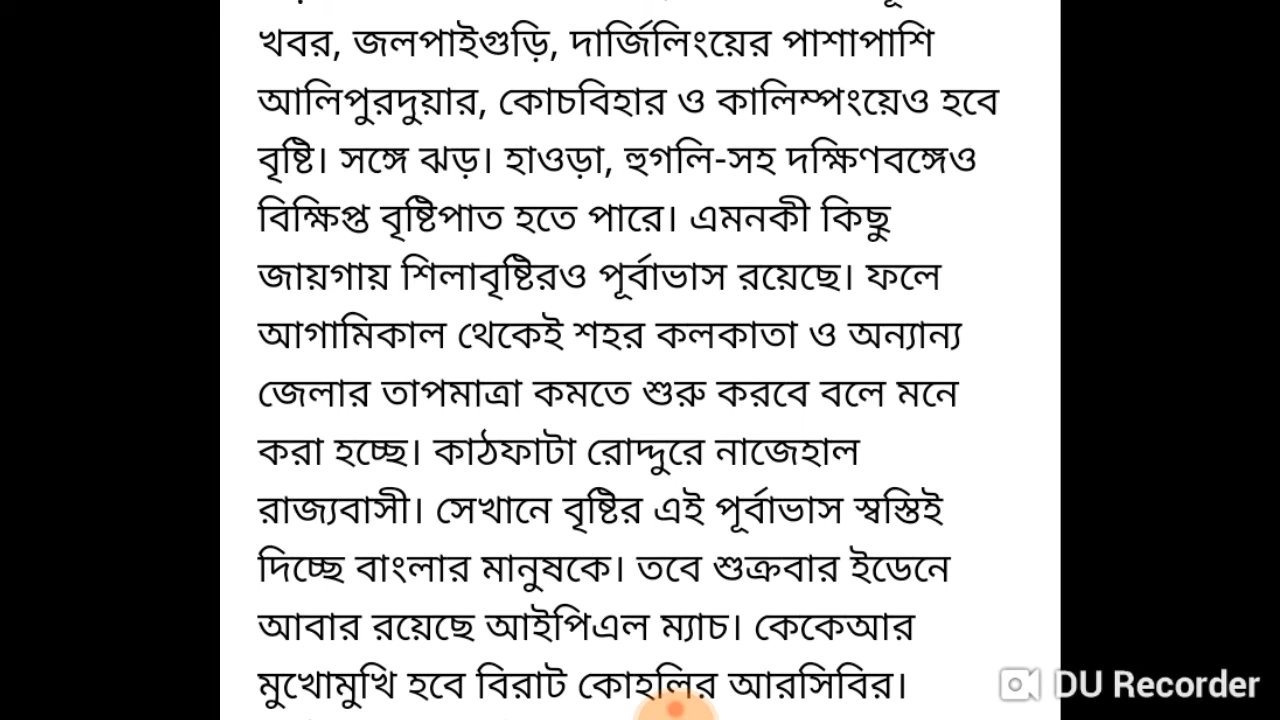 খবর, জলপাইগুড়ি, দার্জিলিংয়ের পাশাপাশি
আলিপুরদুয়ার, কোচবিহার ও কালিম্পংয়েও হবে
বৃষ্টি। সঙ্গে ঝড়। হাওড়া, হুগলি-সহ দক্ষিণবঙ্গেও
বিক্ষিপ্ত বৃষ্টিপাত হতে পারে। এমনকী কিছু
জায়গায় শিলাবৃষ্টিরও পূর্বাভাস রয়েছে। ফলে
আগামিকাল থেকেই শহর কলকাতা ও অন্যান্য
জেলার তাপমাত্রা কমতে শুরু করবে বলে মনে
করা হচ্ছে। কাঠফাটা রোদ্দুরে নাজেহাল
রাজ্যবাসী। সেখানে বৃষ্টির এই পূর্বাভাস স্বস্তিই
দিচ্ছে বাংলার মানুষকে। তবে শুক্রবার ইডেনে
আবার রয়েছে আইপিএল ম্যাচ। কেকেআর
মুখোমুখি হবে বিরাট কোহলির আরসিবির।
DU Recorder